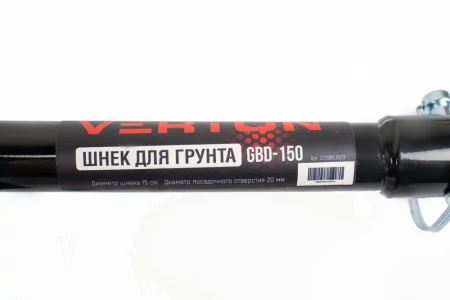 VERTON
ШНЕК ДЛЯ ГРУНТА GBD-150
Диаметр шнека 15 см Диаметр посадочного отверстия 20 мм